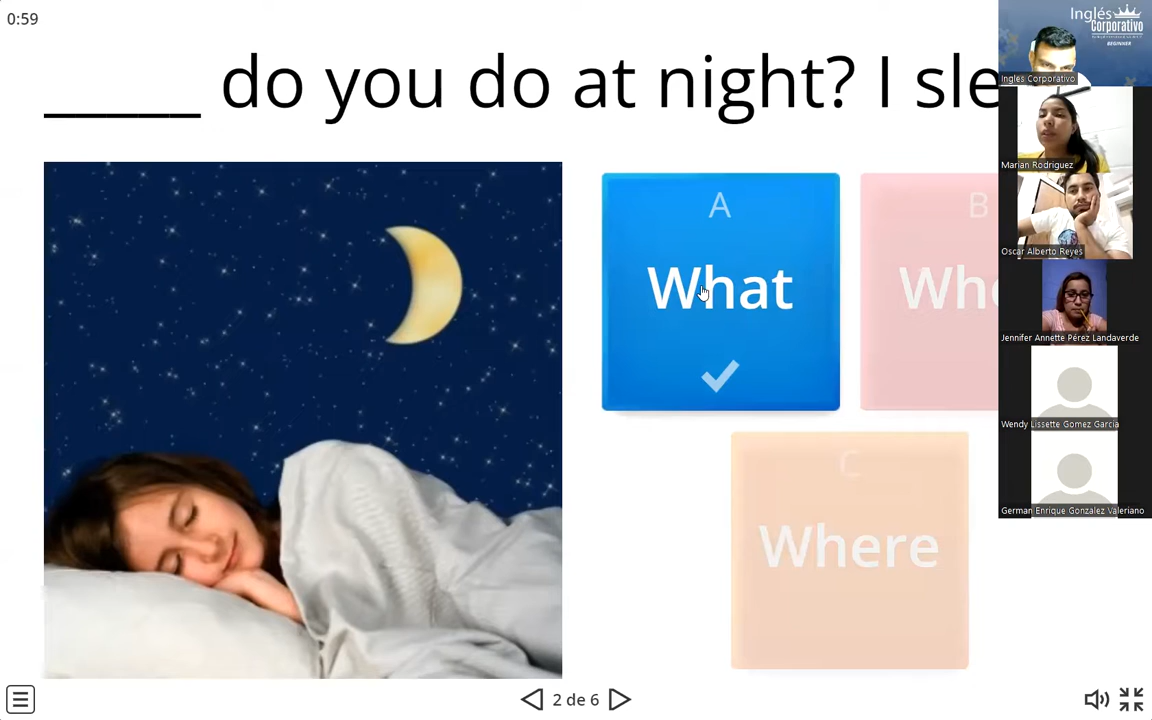 0:59
_____ do you do at night? I sle
A
What
B
Whe
C
Where
2 de 6
Inglés
Corporativo
BEGINNER
Inglés Corporativo
Marian Rodriguez
Oscar Alberto Reyes
Jennifer Annette Pérez Landaverde
Wendy Lissette Gomez Garcia
German Enrique Gonzalez Valeriano